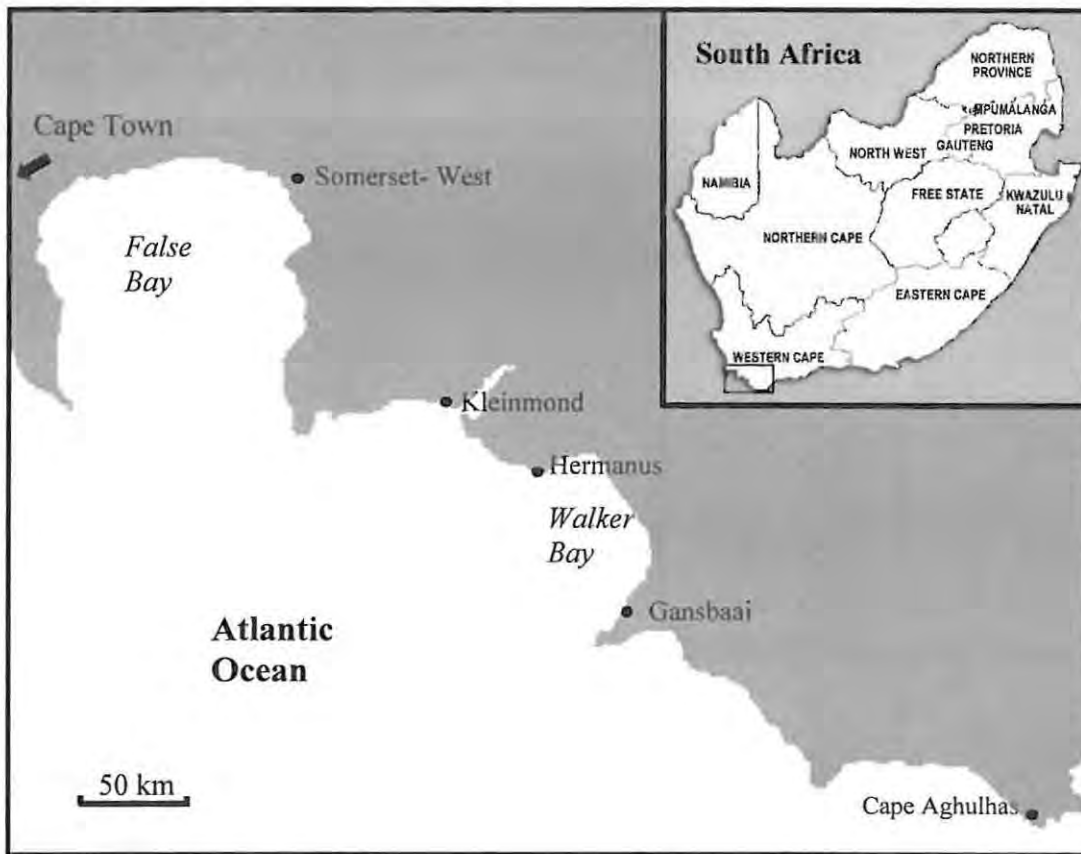 South Africa
NORTHERN
PROVINCE
MPUMALANGA
PRETORIA
GAUTENG
NORTH WEST
NAMIBIA
FREE STATE
KWAZULU
NATAL
NORTHERN CAPE
EASTERN CAPE
WESTERN CAPE
Cape Town
Somerset- West
False
Bay
Kleinmond
Hermanus
Walker
Bay
Gansbaai
Atlantic
Ocean
50 km
Cape Aghulhas